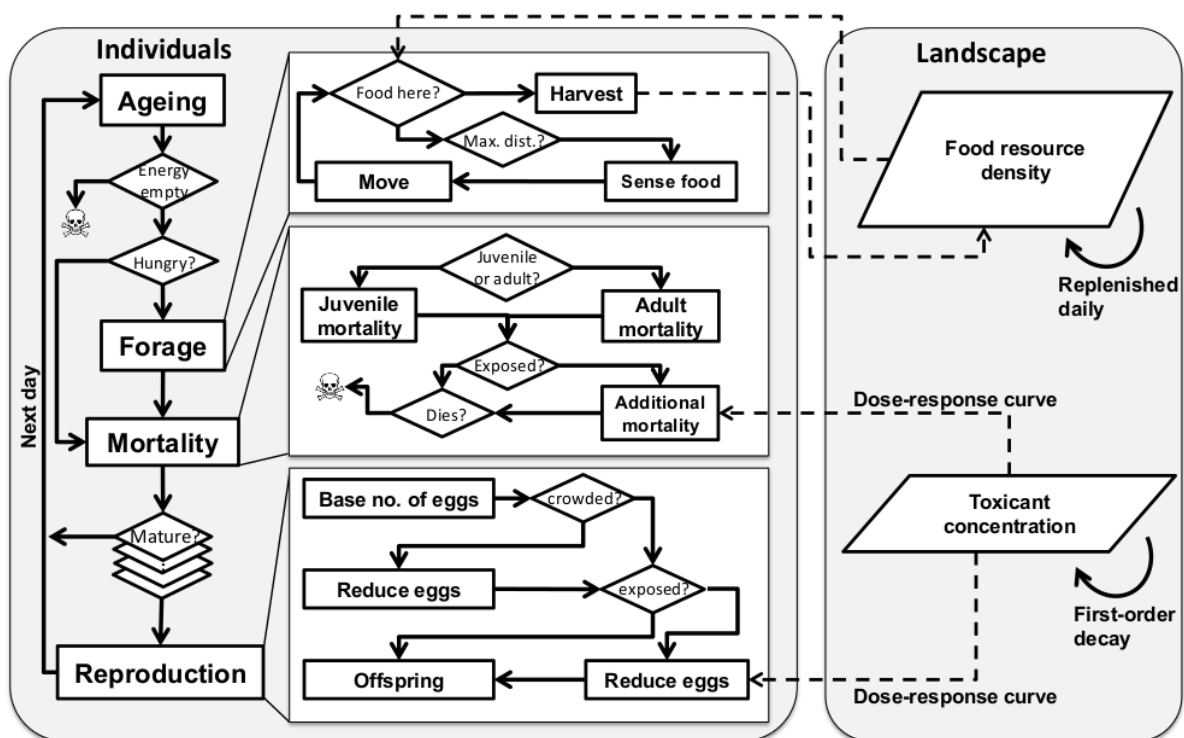 Individuals
Ageing
Energy
empty
Hungry?
Forage
Mortality
Mature?
Reproduction
Next day
Food here?
Harvest
Max. dist.?
Move
Sense food
Juvenile
or adult?
Juvenile
mortality
Adult
mortality
Exposed?
Dies?
Additional
mortality
Base no. of eggs
crowded?
Reduce eggs
exposed?
Offspring
Reduce eggs
Landscape
Food resource
density
Replenished
daily
Dose-response curve
Toxicant
concentration
First-order
decay
Dose-response curve